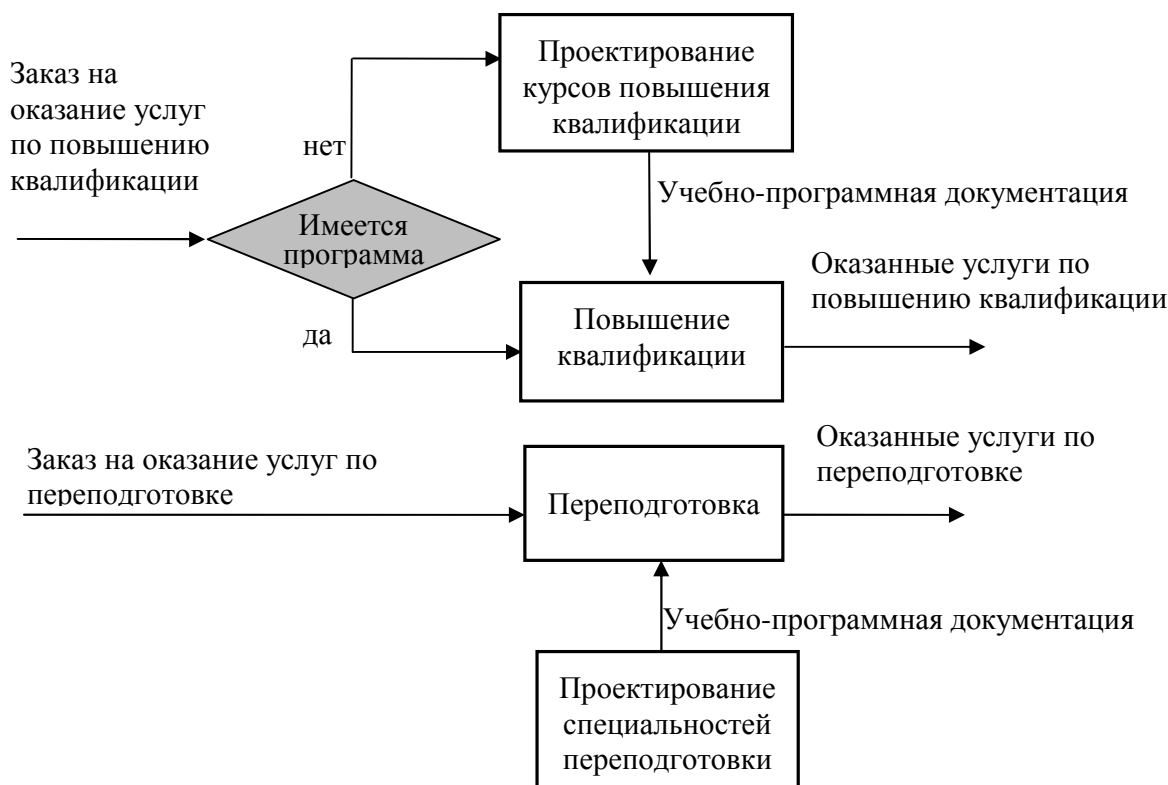 Заказ на
оказание услуг
по повышению
квалификации
нет
Имеется
программа
да
Проектирование
курсов повышения
квалификации
Учебно-программная документация
Повышение
квалификации
Оказанные услуги по
повышению квалификации
Заказ на оказание услуг по
переподготовке
Переподготовка
Оказанные услуги по
переподготовке
Учебно-программная документация
Проектирование
специальностей
переподготовки